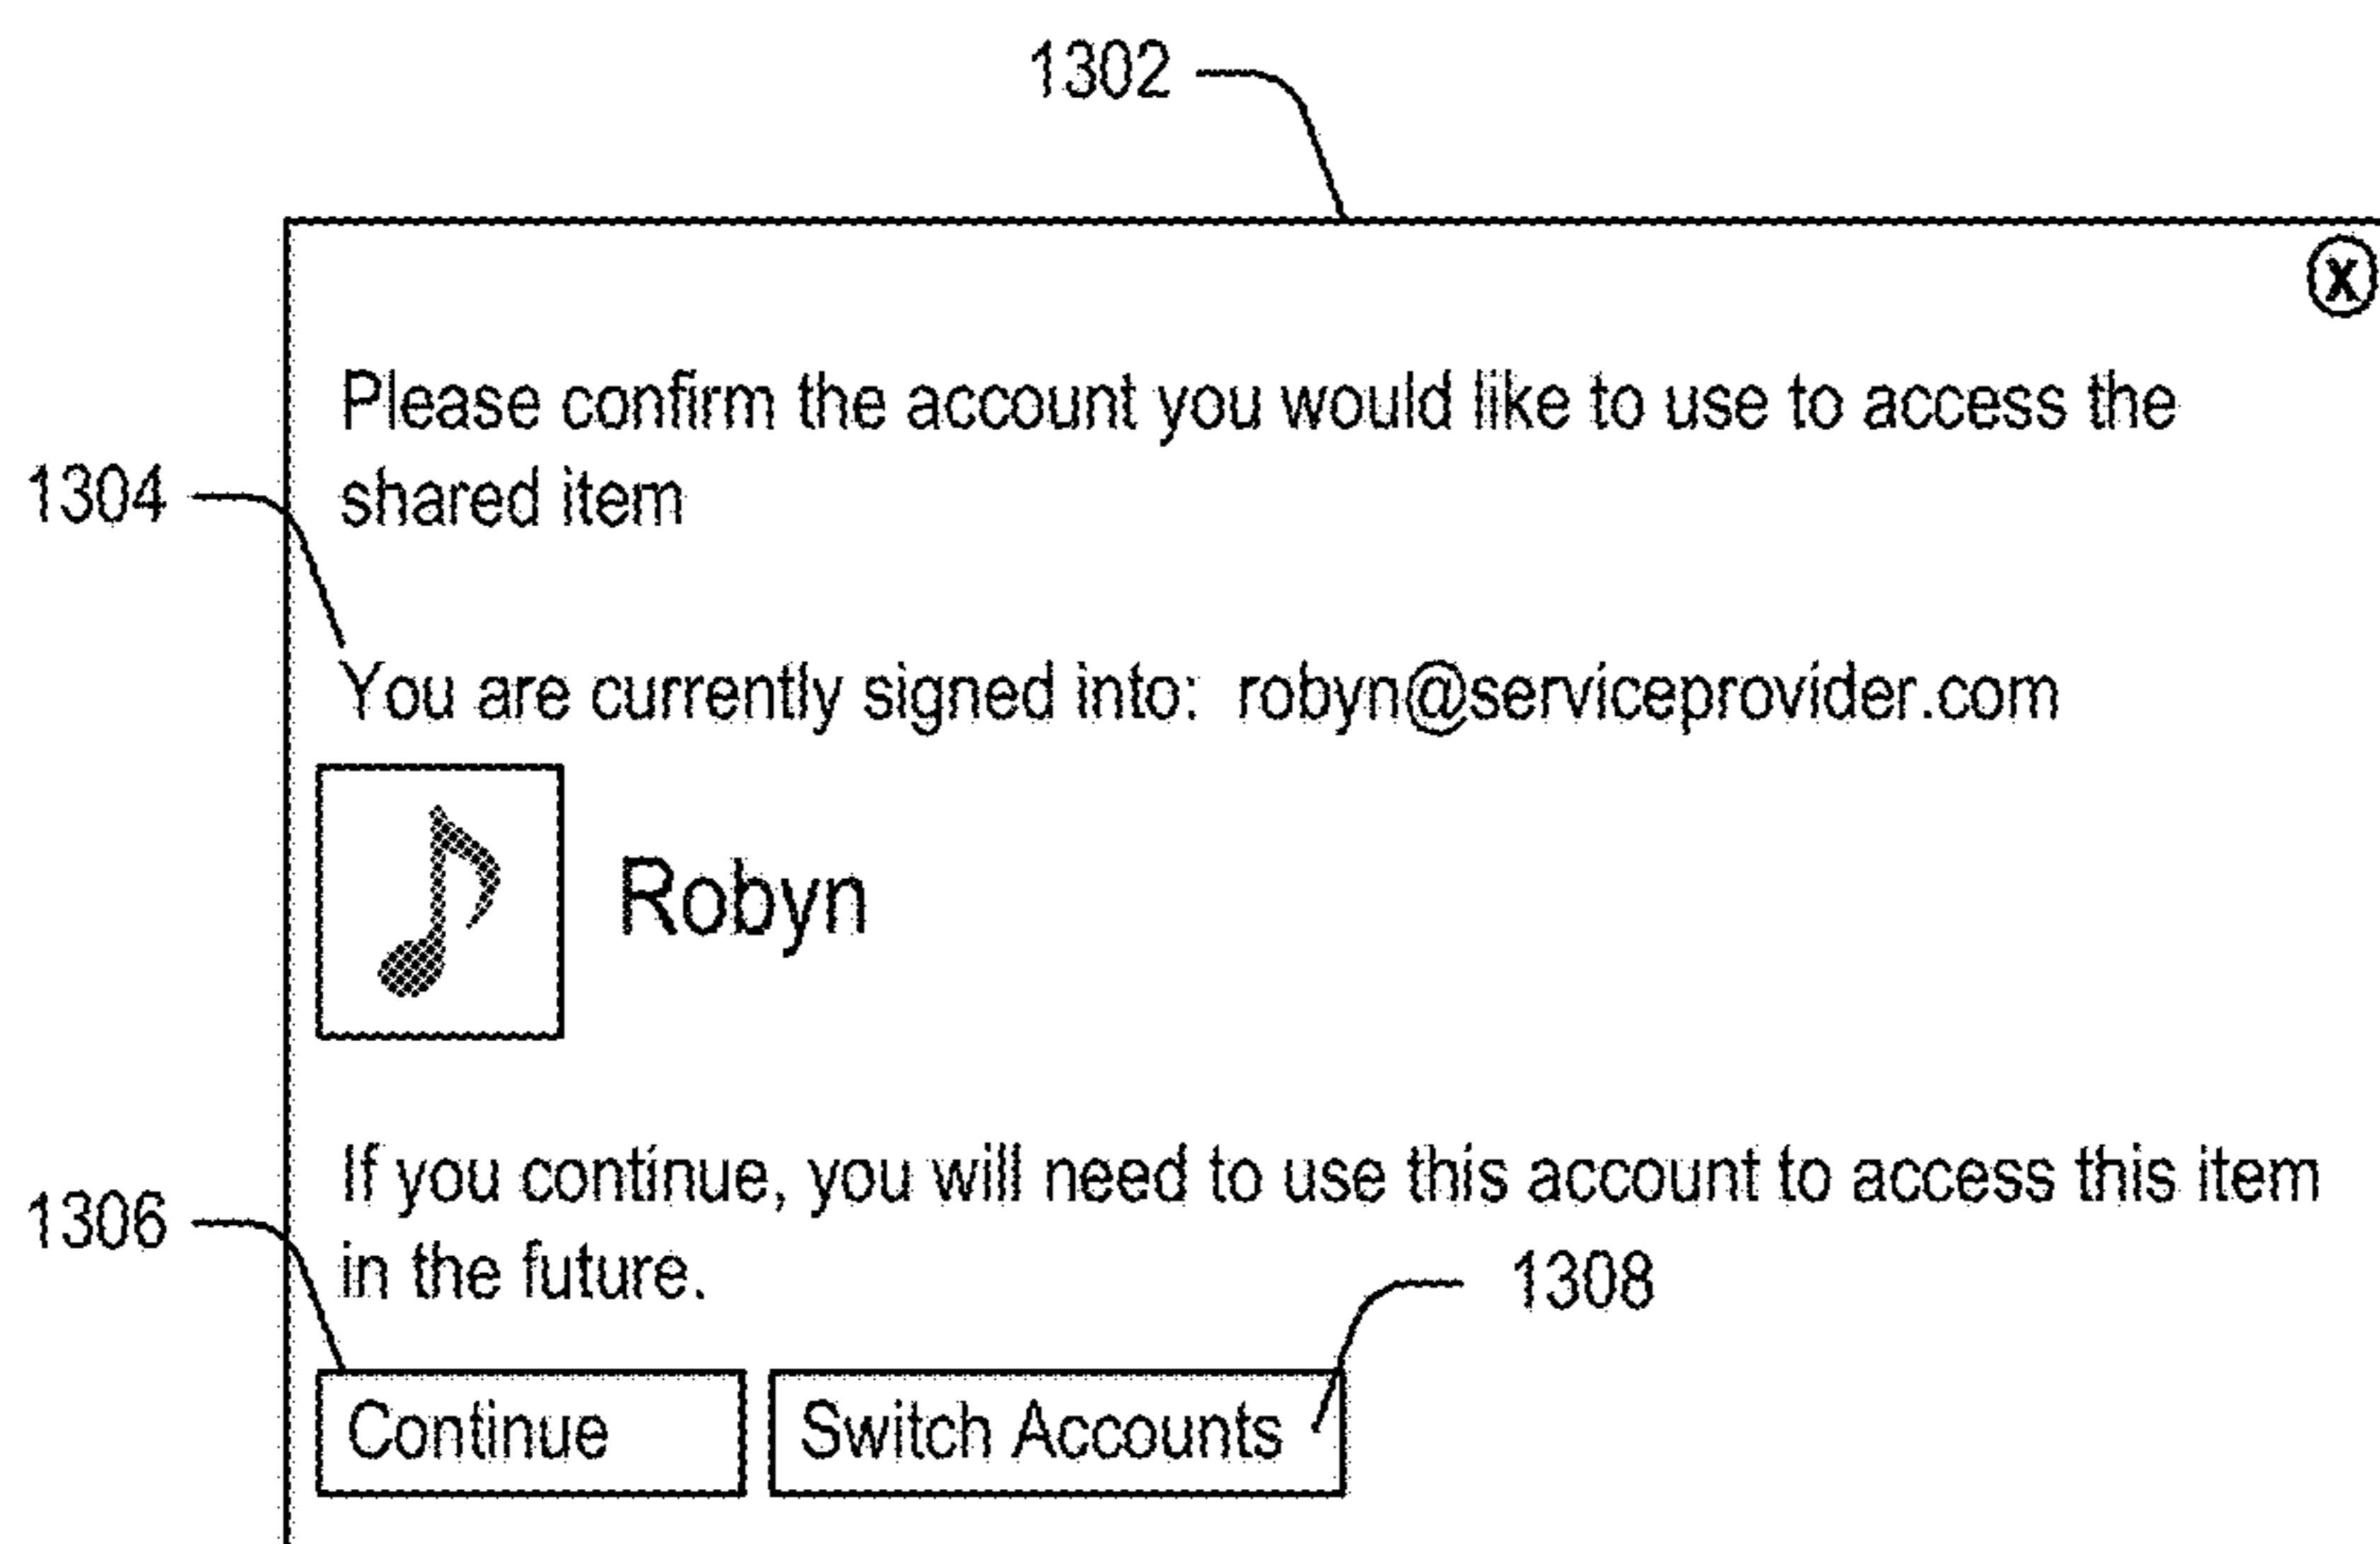 1302
X
Please confirm the account you would like to use to access the
1304
shared item
You are currently signed into: robyn@serviceprovider.com
Robyn
If you continue, you will need to use this account to access this item
1306
in the future.
1308
Continue
Switch Accounts